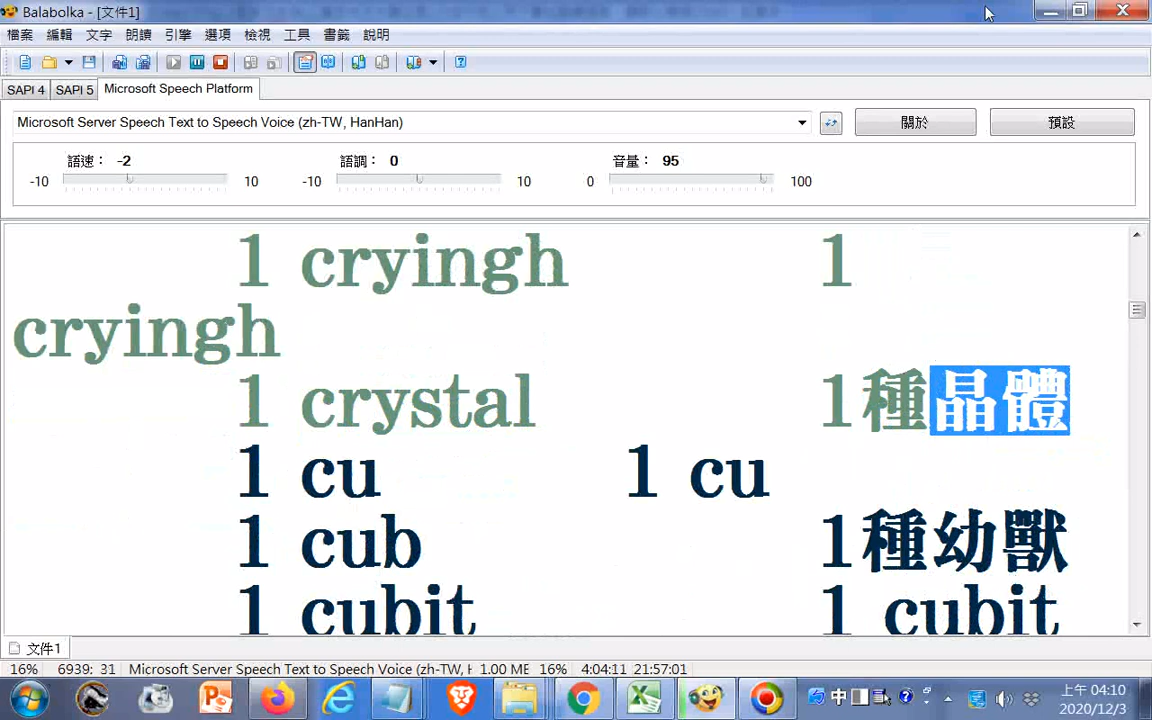 Balabolka - [文件1]
檔案 編輯 文字 朗讀 引擎 選項 檢視 工具 書籤 說明
SAPI 4 SAPI 5 Microsoft Speech Platform
Microsoft Server Speech Text to Speech Voice (zh-TW, HanHan) 關於 預設
語速： -2 語調： 0 音量： 95
-10 10 -10 10 0 100
1 cryingh 1
cryingh
1 crystal 1種晶體
1 cu 1 cu
1 cub 1種幼獸
1 cubit 1 cubit
文件1
16% 6939: 31 Microsoft Server Speech Text to Speech Voice (zh-TW, 1.00 ME 16% 4:04:11 21:57:01
中 上午 04:10
2020/12/3